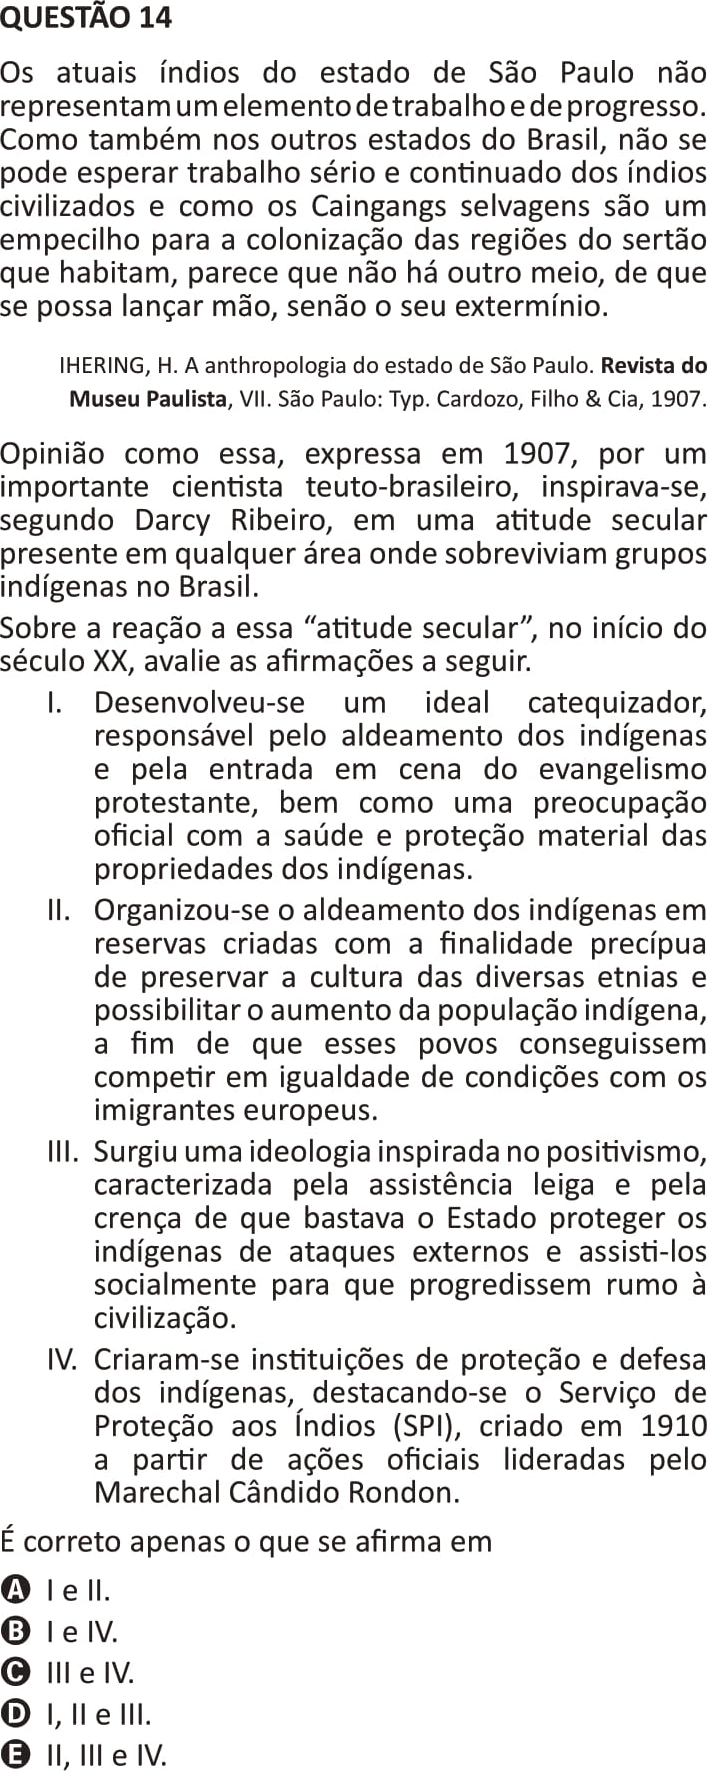 QUESTÃO 14
Os atuais índios do estado de São Paulo não
representam um elemento de trabalho e de progresso.
Como também nos outros estados do Brasil, não se
pode esperar trabalho sério e continuado dos índios
civilizados e como os Caingangs selvagens são um
empecilho para a colonização das regiões do sertão
que habitam, parece que não há outro meio, de que
se possa lançar mão, senão o seu extermínio.
IHERING, H. A anthropologia do estado de São Paulo. Revista do
Museu Paulista, VII. São Paulo: Typ. Cardozo, Filho & Cia, 1907.
Opinião como essa, expressa em 1907, por um
importante cientista teuto-brasileiro, inspirava-se,
segundo Darcy Ribeiro, em uma atitude secular
presente em qualquer área onde sobreviviam grupos
indígenas no Brasil.
Sobre a reação a essa “atitude secular”, no início do
século XX, avalie as afirmações a seguir.
I. Desenvolveu-se um ideal catequizador,
responsável pelo aldeamento dos indígenas
e pela entrada em cena do evangelismo
protestante, bem como uma preocupação
oficial com a saúde e proteção material das
propriedades dos indígenas.
II. Organizou-se o aldeamento dos indígenas em
reservas criadas com a finalidade precípua
de preservar a cultura das diversas etnias e
possibilitar o aumento da população indígena,
a fim de que esses povos conseguissem
competir em igualdade de condições com os
imigrantes europeus.
III. Surgiu uma ideologia inspirada no positivismo,
caracterizada pela assistência leiga e pela
crença de que bastava o Estado proteger os
indígenas de ataques externos e assisti-los
socialmente para que progredissem rumo à
civilização.
IV. Criaram-se instituições de proteção e defesa
dos indígenas, destacando-se o Serviço de
Proteção aos Índios (SPI), criado em 1910
a partir de ações oficiais lideradas pelo
Marechal Cândido Rondon.
É correto apenas o que se afirma em
A I e II.
B I e IV.
C III e IV.
D I, II e III.
E II, III e IV.